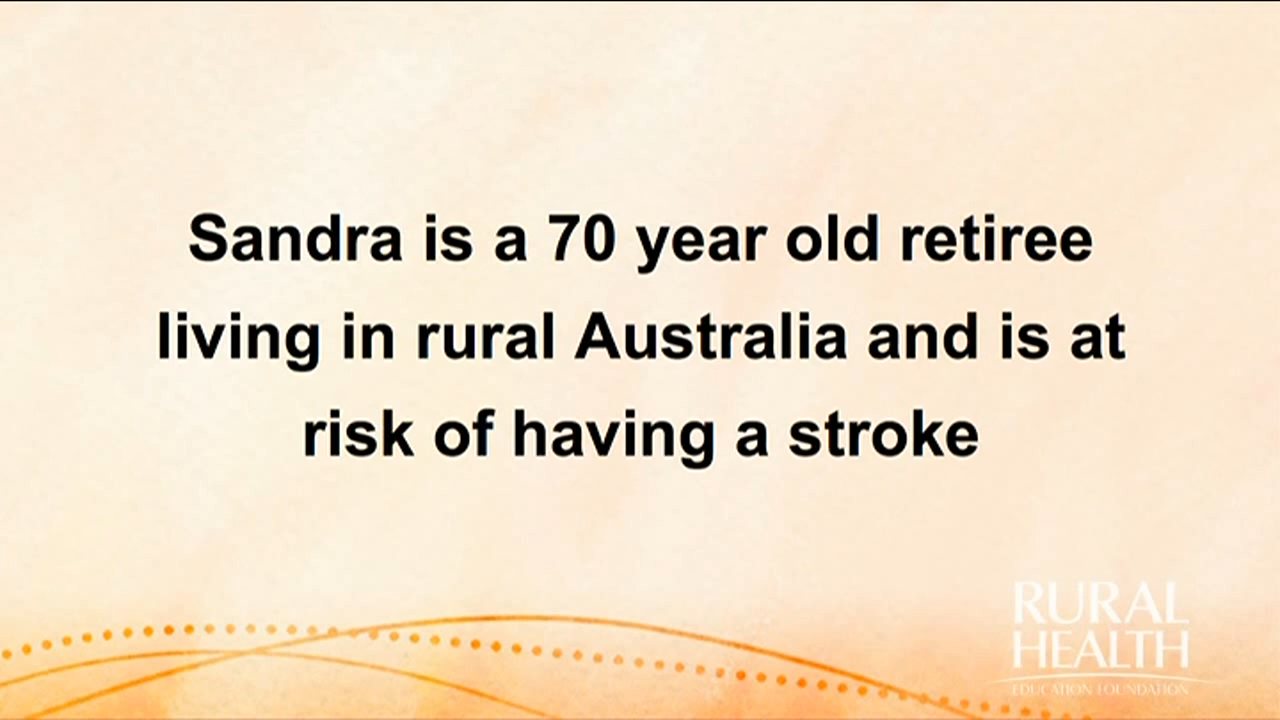 Sandra is a 70 year old retiree
living in rural Australia and is at
risk of having a stroke
RURAL
HEALTH
EDUCATION FOUNDATION